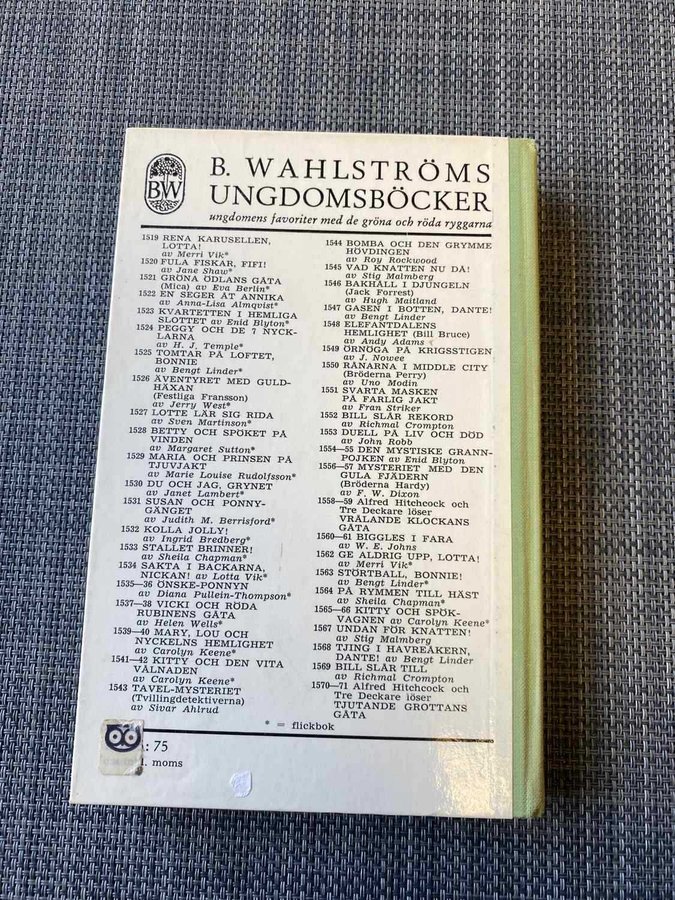 BW
B. WAHLSTRÖMS
UNGDOMSBÖCKER
ungdomens favoriter med de gröna och röda ryggarna
1519 RENA KARUSELLEN,
LOTTA!
av Merri Vik*
1520 FULA FISKAR, FIFI!
av Jane Shaw*
1521 GRÖNA ÖDLANS GÅTA
(Mica) av Eva Berlin*
1522 EN SEGER ÅT ANNIKA
av Anna-Lisa Almqvist*
1523 KVARTETTEN I HEMLIGA
SLOTTET av Enid Blyton*
1524 PEGGY OCH DE 7 NYCK-
LARNA
av H. J. Temple*
1525 TOMTAR PÅ LOFTET,
BONNIE
av Bengt Linder*
1526 ÄVENTYRET MED GULD-
HÄXAN
(Festliga Fransson)
av Jerry West*
1527 LOTTE LÄR SIG RIDA
av Sven Martinson*
1528 BETTY OCH SPÖKET PÅ
VINDEN
av Margaret Sutton*
1529 MARIA OCH PRINSEN PÅ
TJUVJAKT
av Marie Louise Rudolfsson*
1530 DU OCH JAG, GRYNET
av Janet Lambert*
1531 SUSAN OCH PONNY-
GÄNGET
av Judith M. Berrisford*
1532 KOLLA JOLLY!
av Ingrid Bredberg*
1533 STALLET BRINNER!
av Sheila Chapman*
1534 SAKTA I BACKARNA,
NICKAN! av Lotta Vik*
1535—36 ÖNSKE-PONNYN
av Diana Pullein-Thompson*
1537—38 VICKI OCH RÖDA
RUBINENS GÅTA
av Helen Wells*
1539—40 MARY, LOU OCH
NYCKELNS HEMLIGHET
av Carolyn Keene*
1541—42 KITTY OCH DEN VITA
VÅLNADEN
av Carolyn Keene*
1543 TAVEL-MYSTERIET
(Tvillingdetektiverna)
av Sivar Ahlrud
1544 BOMBA OCH DEN GRYMME
HÖVDINGEN
av Roy Rockwood
1545 VAD KNATTEN NU DÅ!
av Stig Malmberg
1546 BAKHÅLL I DJUNGELN
(Jack Forrest)
av Hugh Maitland
1547 GASEN I BOTTEN, DANTE!
av Bengt Linder
1548 ELEFANTDALENS
HEMLIGHET (Bill Bruce)
av Andy Adams
1549 ÖRNÖGA PÅ KRIGSSTIGEN
av J. Nowee
1550 RÅNARNA I MIDDLE CITY
(Bröderna Perry)
av Uno Modin
1551 SVARTA MASKEN
PÅ FARLIG JAKT
av Fran Striker
1552 BILL SLÅR REKORD
av Richmal Crompton
1553 DUELL PÅ LIV OCH DÖD
av John Robb
1554—55 DEN MYSTISKE GRANN-
POJKEN av Enid Blyton
1556—57 MYSTERIET MED DEN
GULA FJÄDERN
(Bröderna Hardy)
av F. W. Dixon
1558—59 Alfred Hitchcock och
Tre Deckare löser
VRÅLANDE KLOCKANS
GÅTA
1560—61 BIGGLES I FARA
av W. E. Johns
1562 GE ALDRIG UPP, LOTTA!
av Merri Vik*
1563 STÖRTBALL, BONNIE!
av Bengt Linder*
1564 PÅ RYMMEN TILL HÄST
av Sheila Chapman*
1565—66 KITTY OCH SPÖK-
VAGNEN av Carolyn Keene*
1567 UNDAN FÖR KNATTEN!
av Stig Malmberg
1568 TJING I HAVREÅKERN,
DANTE! av Bengt Linder
1569 BILL SLÅR TILL
av Richmal Crompton
1570—71 Alfred Hitchcock och
Tre Deckare löser
TJUTANDE GROTTANS
GÅTA
* = flickbok
: 75
moms